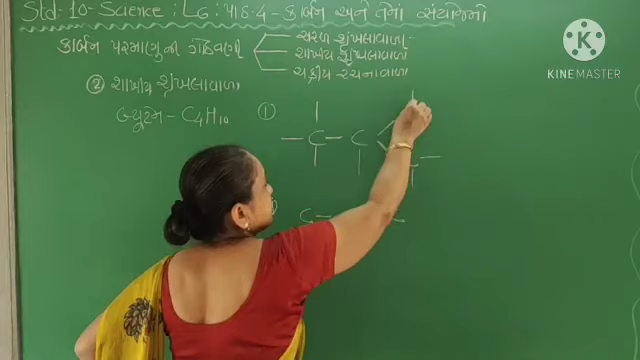 Std-10-Science : LG : પાઠ-4 - કાર્બન અને તેનાં સંયોજનો
કાર્બન પરમાણુની ગોઠવણી
સરળ શૃંખલાવાળા
શાખીય શૃંખલાવાળા
ચક્રીય રચનાવાળા
② શાખીય શૃંખલાવાળા
બ્યુટેન - C₄H₁₀
①
- C - C
C
KINEMASTER